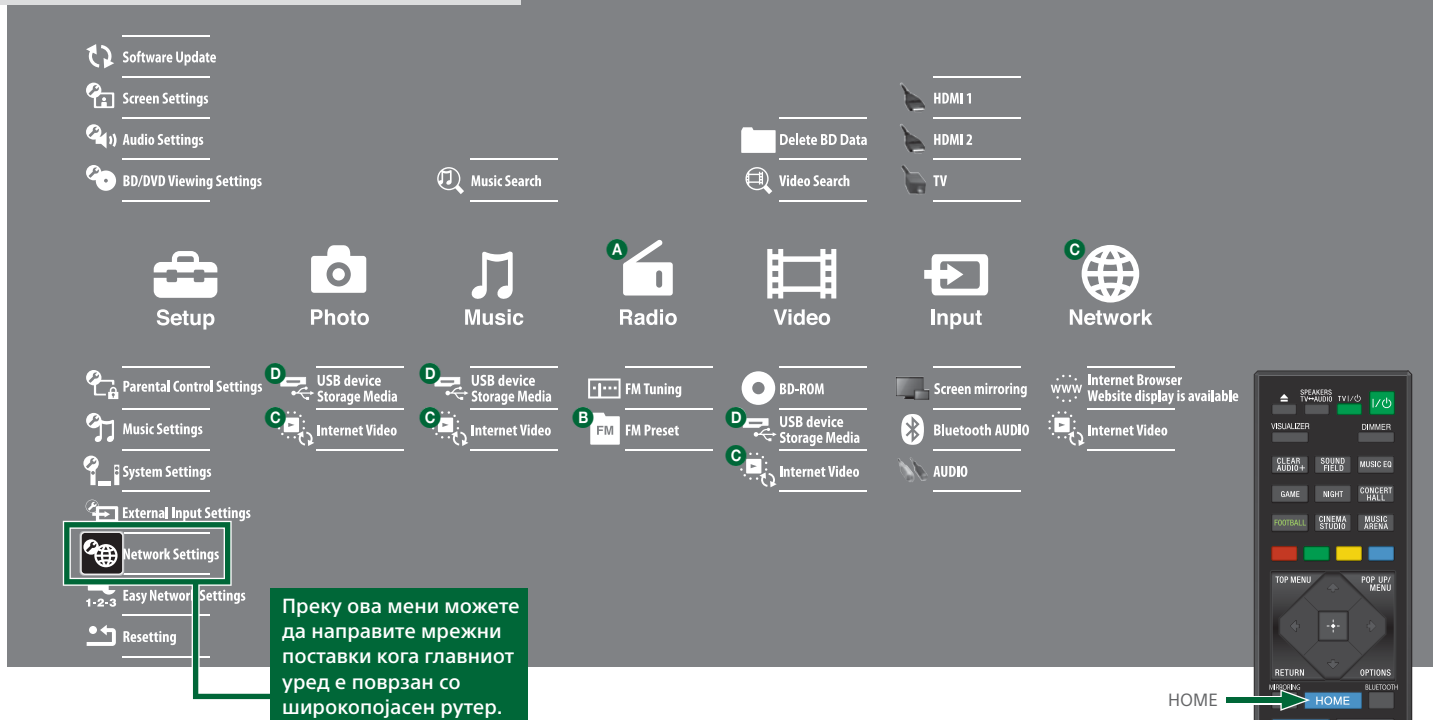 Software Update
Screen Settings
Audio Settings
BD/DVD Viewing Settings
Music Search
Delete BD Data
Video Search
HDMI 1
HDMI 2
TV
Setup
Photo
Music
A
Radio
Video
Input
C
Network
Parental Control Settings
Music Settings
System Settings
External Input Settings
Network Settings
1-2-3
Easy Network Settings
Resetting
D
USB device
Storage Media
C
Internet Video
D
USB device
Storage Media
C
Internet Video
FM Tuning
B
FM
FM Preset
BD-ROM
D
USB device
Storage Media
C
Internet Video
Screen mirroring
Bluetooth AUDIO
AUDIO
www
Internet Browser
Website display is available
Internet Video
Преку ова мени можете
да направите мрежни
поставки кога главниот
уред е поврзан со
широкопојасен рутер.
SPEAKERS
TV↔AUDIO
TV I/⏻
I/⏻
VISUALIZER
DIMMER
CLEAR
AUDIO+
SOUND
FIELD
MUSIC EQ
GAME
NIGHT
CONCERT
HALL
FOOTBALL
CINEMA
STUDIO
MUSIC
ARENA
TOP MENU
POP UP/
MENU
RETURN
OPTIONS
MIRRORING
BLUETOOTH
HOME
HOME